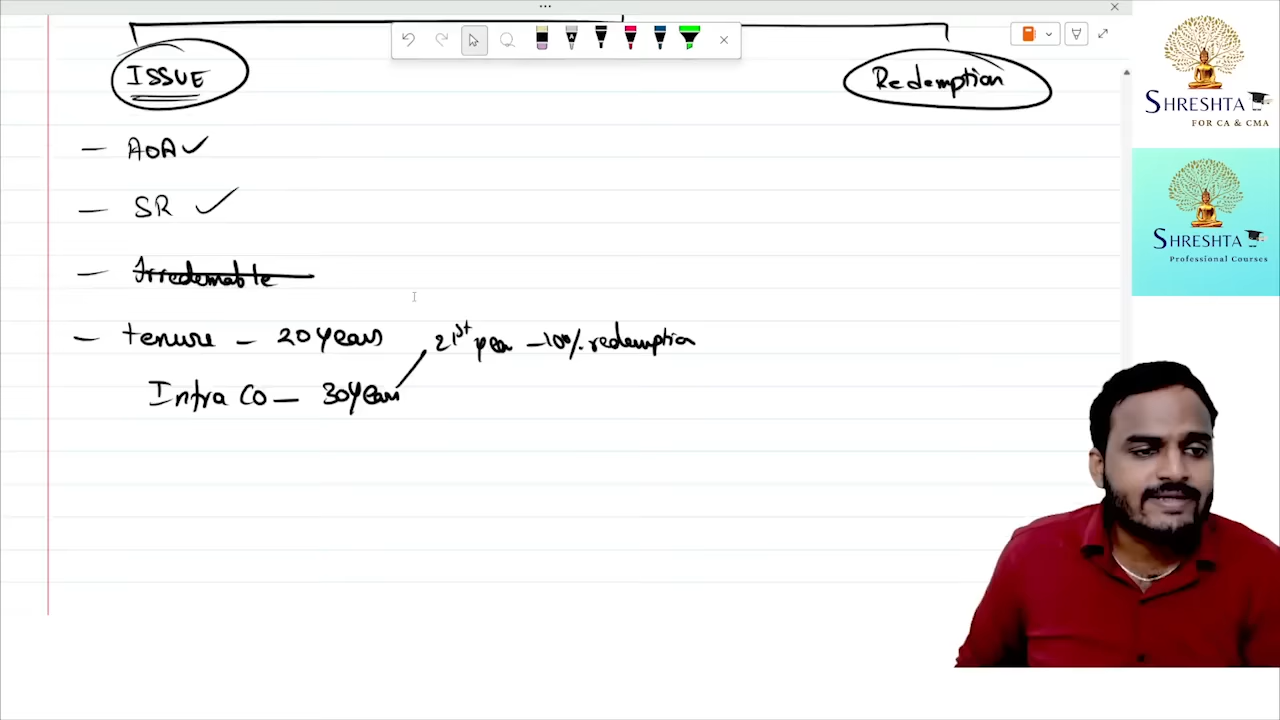 ISSUE
Redemption
— AOA ✓
— SR ✓
— Irredemable
— tenure — 20 years
21st year — 100% redemption
Infra CO — 30 years
SHRESHTA
FOR CA & CMA
SHRESHTA
Professional Courses